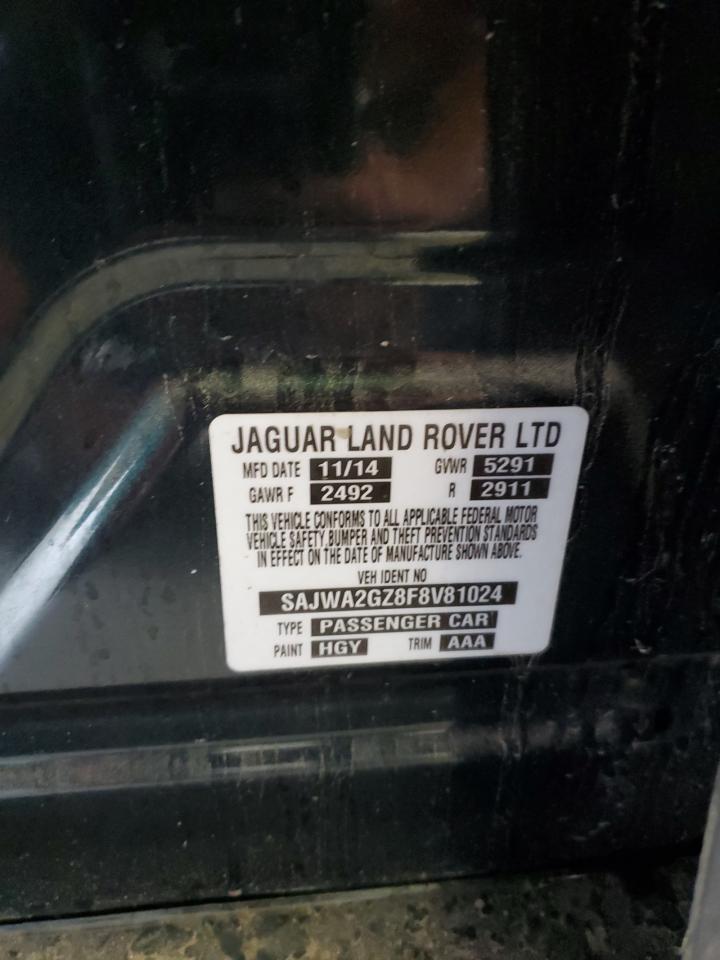 JAGUAR LAND ROVER LTD
MFD DATE 11/14 GVWR 5291
GAWR F 2492 R 2911
THIS VEHICLE CONFORMS TO ALL APPLICABLE FEDERAL MOTOR
VEHICLE SAFETY,BUMPER AND THEFT PREVENTION STANDARDS
IN EFFECT ON THE DATE OF MANUFACTURE SHOWN ABOVE.
VEH IDENT NO
SAJWA2GZ8F8V81024
TYPE PASSENGER CAR
PAINT HGY TRIM AAA